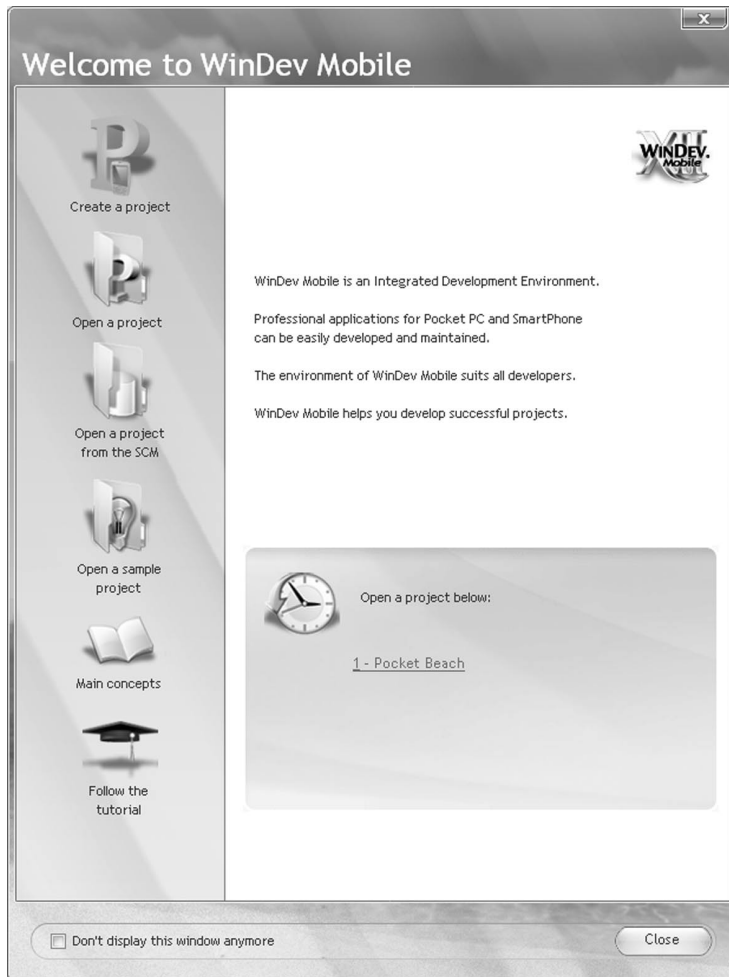 Welcome to WinDev Mobile
X
Create a project
Open a project
Open a project
from the SCM
Open a sample
project
Main concepts
Follow the
tutorial
XII
WINDEV.
Mobile
WinDev Mobile is an Integrated Development Environment.
Professional applications for Pocket PC and SmartPhone
can be easily developed and maintained.
The environment of WinDev Mobile suits all developers.
WinDev Mobile helps you develop successful projects.
Open a project below:
1 - Pocket Beach
Don't display this window anymore
Close